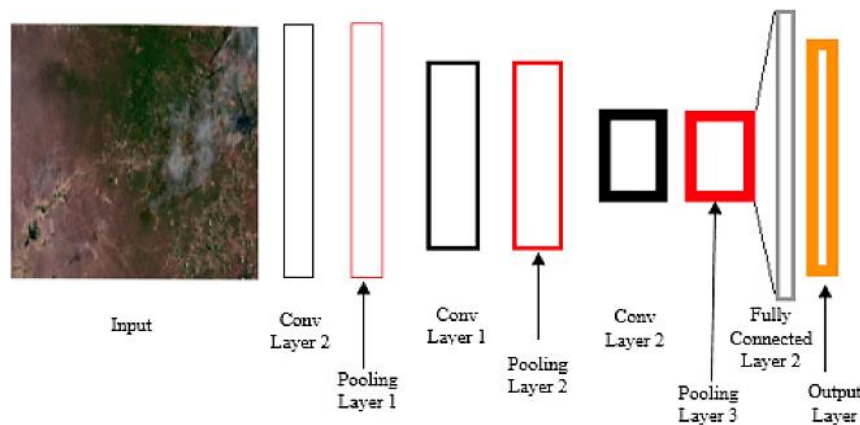 Input
Conv
Layer 2
Pooling
Layer 1
Conv
Layer 1
Pooling
Layer 2
Conv
Layer 2
Pooling
Layer 3
Fully
Connected
Layer 2
Output
Layer